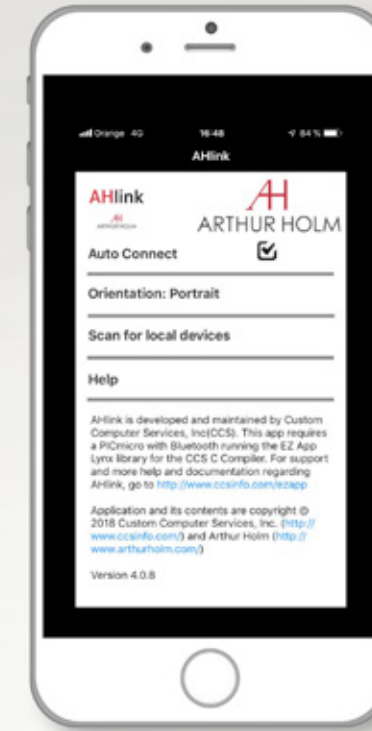 Orange 4G 16:48 84 %
AHlink
AHlink
AH
ARTHUR HOLM
AH
ARTHUR HOLM
Auto Connect
Orientation: Portrait
Scan for local devices
Help
AHlink is developed and maintained by Custom
Computer Services, Inc(CCS). This app requires
a PICmicro with Bluetooth running the EZ App
Lynx library for the CCS C Compiler. For support
and more help and documentation regarding
AHlink, go to http://www.ccsinfo.com/ezapp
Application and its contents are copyright ©
2018 Custom Computer Services, Inc. (http://
www.ccsinfo.com/) and Arthur Holm (http://
www.arthurholm.com/)
Version 4.0.8